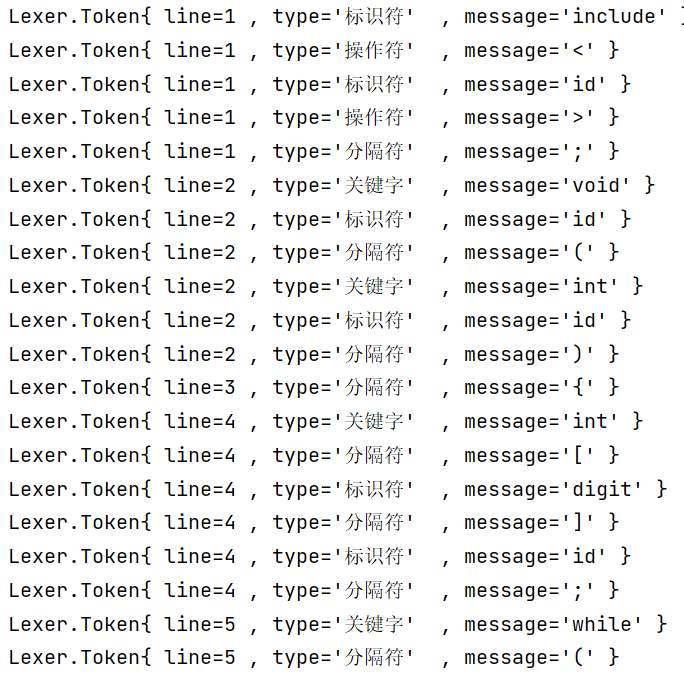 Lexer.Token{ line=1 , type='标识符'  , message='include' }
Lexer.Token{ line=1 , type='操作符'  , message='<' }
Lexer.Token{ line=1 , type='标识符'  , message='id' }
Lexer.Token{ line=1 , type='操作符'  , message='>' }
Lexer.Token{ line=1 , type='分隔符'  , message=';' }
Lexer.Token{ line=2 , type='关键字'  , message='void' }
Lexer.Token{ line=2 , type='标识符'  , message='id' }
Lexer.Token{ line=2 , type='分隔符'  , message='(' }
Lexer.Token{ line=2 , type='关键字'  , message='int' }
Lexer.Token{ line=2 , type='标识符'  , message='id' }
Lexer.Token{ line=2 , type='分隔符'  , message=')' }
Lexer.Token{ line=3 , type='分隔符'  , message='{' }
Lexer.Token{ line=4 , type='关键字'  , message='int' }
Lexer.Token{ line=4 , type='分隔符'  , message='[' }
Lexer.Token{ line=4 , type='标识符'  , message='digit' }
Lexer.Token{ line=4 , type='分隔符'  , message=']' }
Lexer.Token{ line=4 , type='标识符'  , message='id' }
Lexer.Token{ line=4 , type='分隔符'  , message=';' }
Lexer.Token{ line=5 , type='关键字'  , message='while' }
Lexer.Token{ line=5 , type='分隔符'  , message='(' }